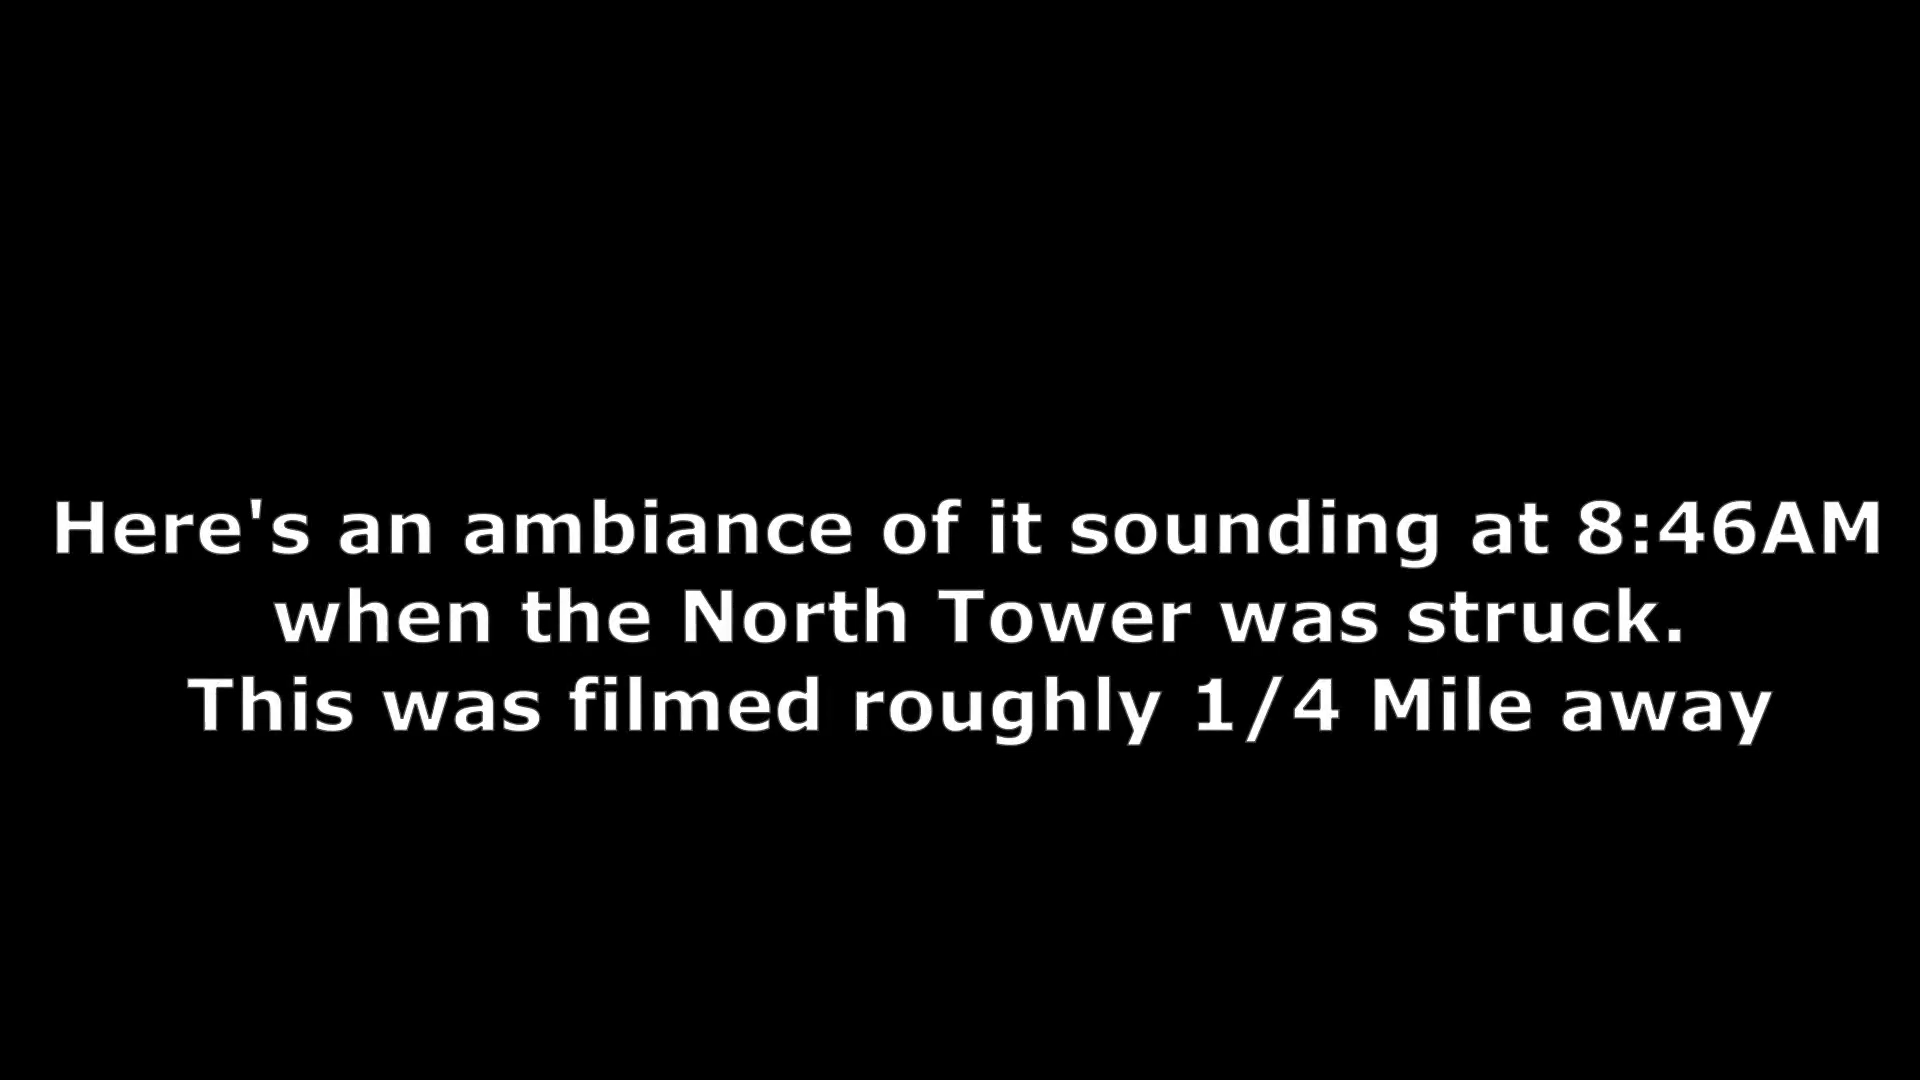 Here's an ambiance of it sounding at 8:46AM
when the North Tower was struck.
This was filmed roughly 1/4 Mile away